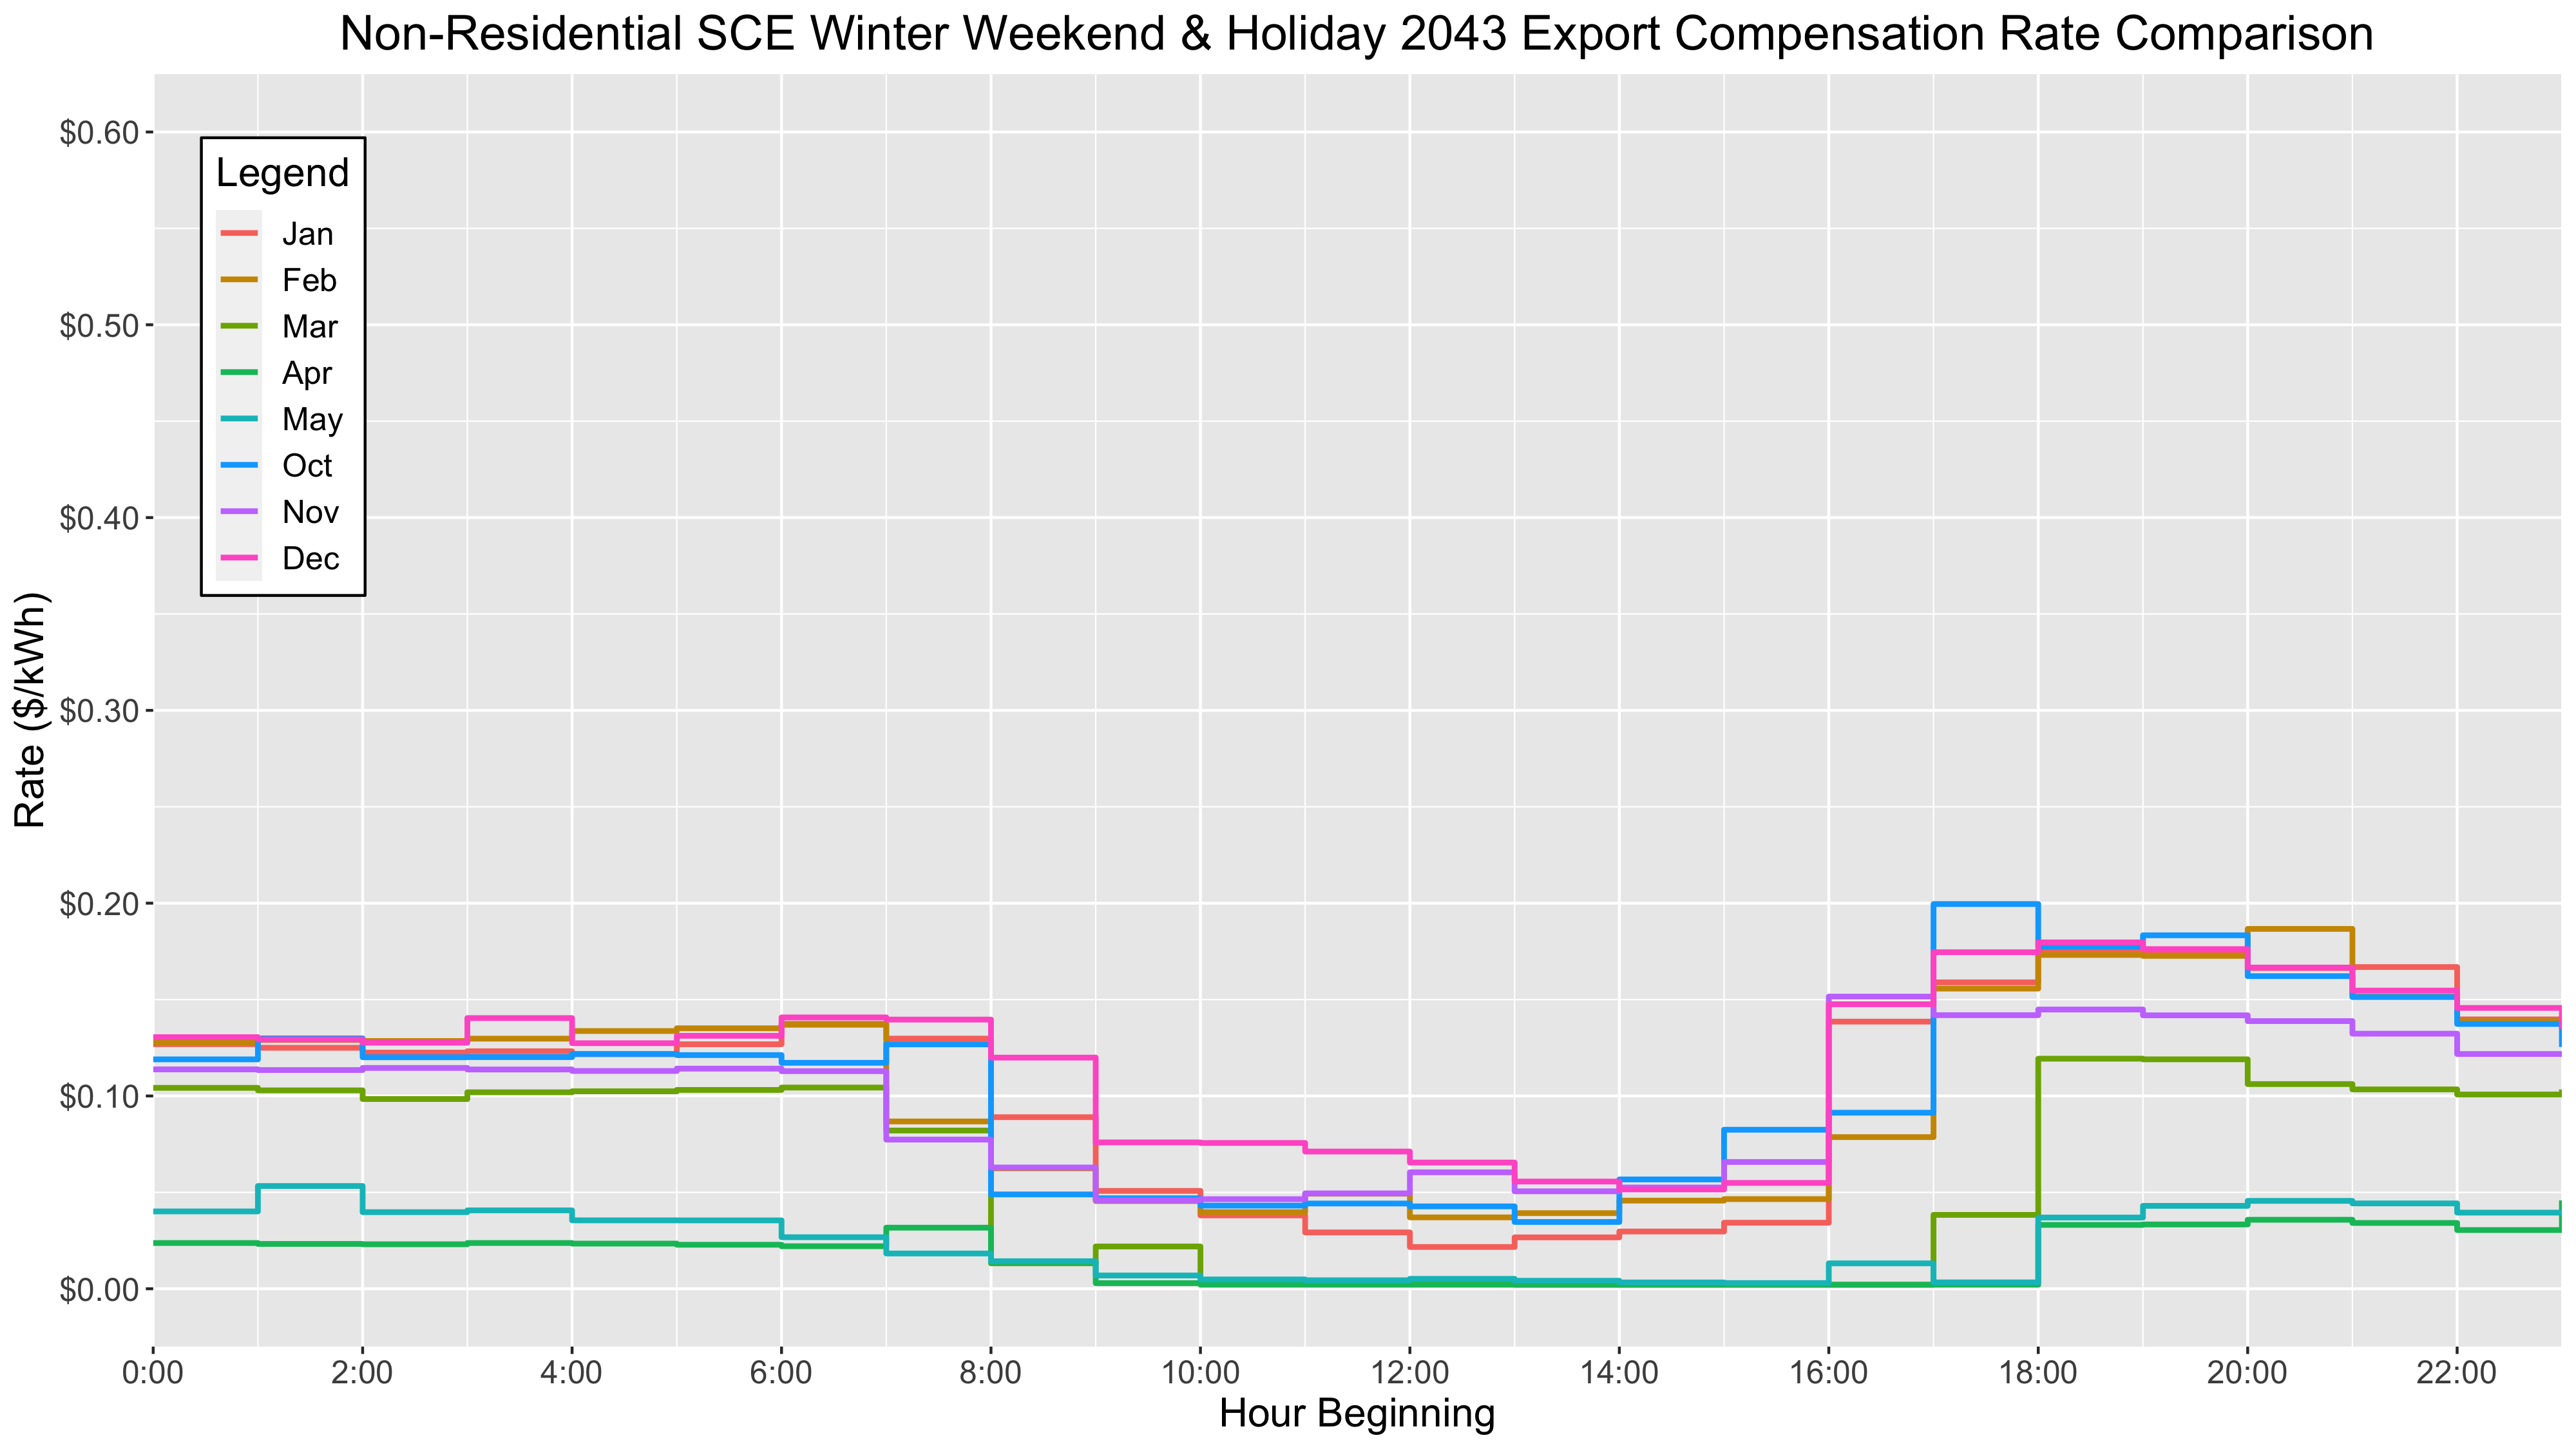 Non-Residential SCE Winter Weekend & Holiday 2043 Export Compensation Rate Comparison
$0.60
$0.50
$0.40
$0.30
$0.20
$0.10
$0.00
Rate ($/kWh)
Legend
Jan
Feb
Mar
Apr
May
Oct
Nov
Dec
0:00 2:00 4:00 6:00 8:00 10:00 12:00 14:00 16:00 18:00 20:00 22:00
Hour Beginning